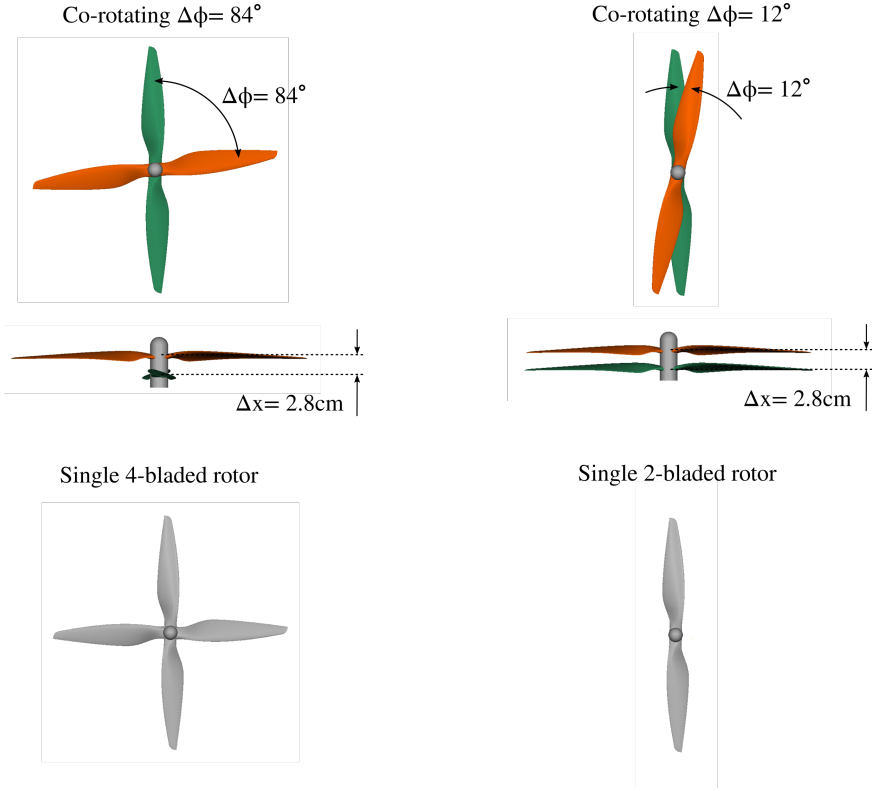 Co-rotating Δϕ= 84°
Co-rotating Δϕ= 12°
Δϕ= 84°
Δϕ= 12°
Δx= 2.8cm
Δx= 2.8cm
Single 4-bladed rotor
Single 2-bladed rotor